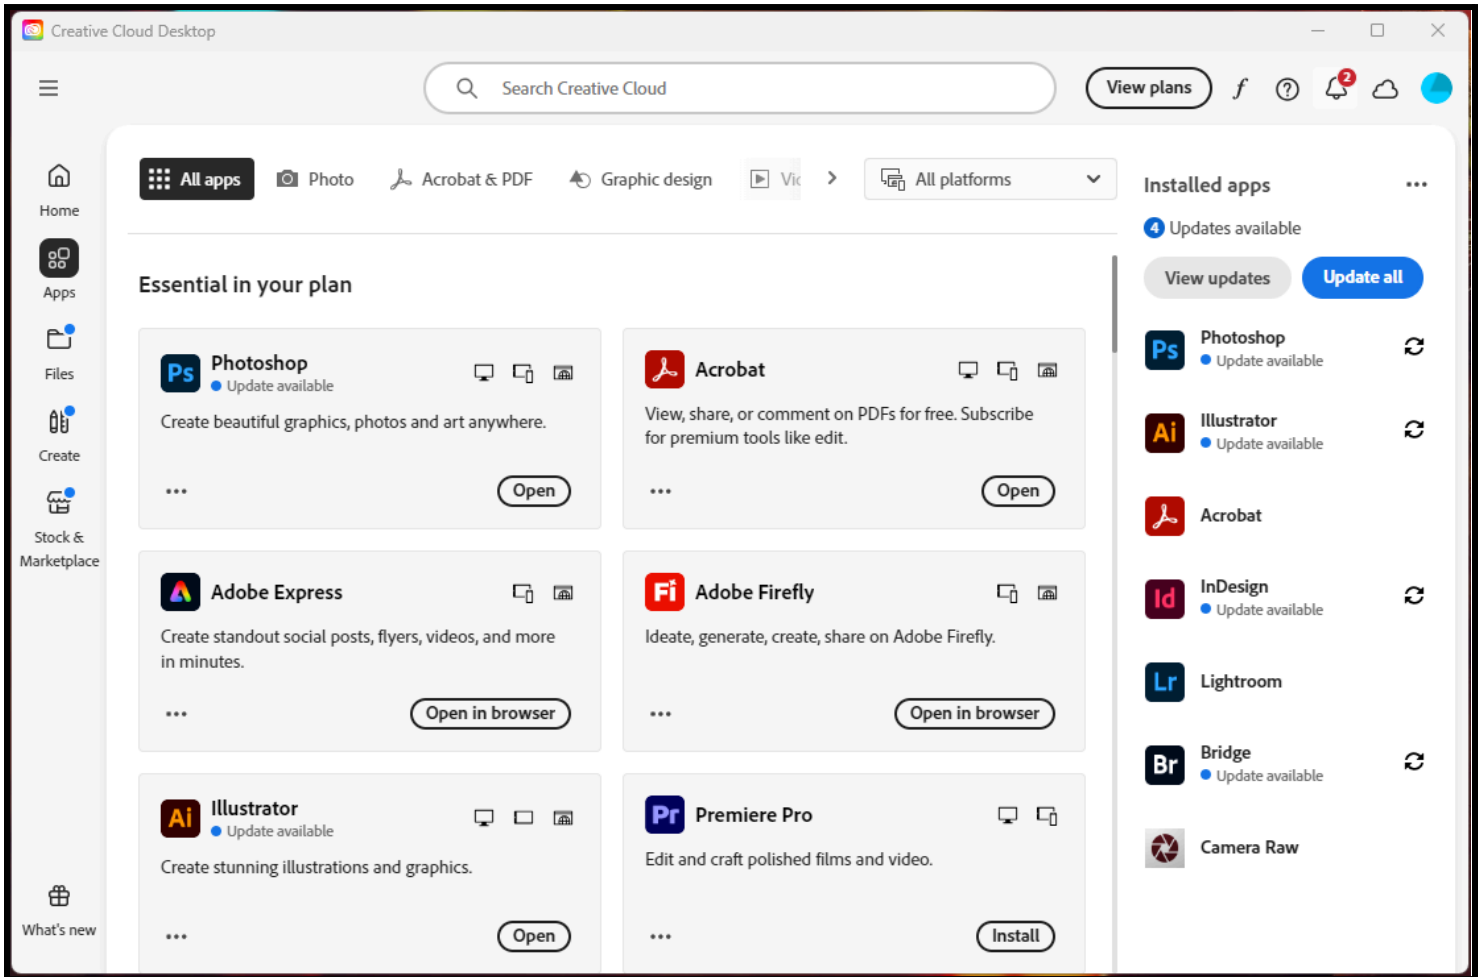 Creative Cloud Desktop
Search Creative Cloud
View plans
2
Home
Apps
Files
Create
Stock &
Marketplace
What's new
All apps
Photo
Acrobat & PDF
Graphic design
Vic
All platforms
Essential in your plan
Ps
Photoshop
Update available
Create beautiful graphics, photos and art anywhere.
Open
Acrobat
View, share, or comment on PDFs for free. Subscribe
for premium tools like edit.
Open
Adobe Express
Create standout social posts, flyers, videos, and more
in minutes.
Open in browser
Fi
Adobe Firefly
Ideate, generate, create, share on Adobe Firefly.
Open in browser
Ai
Illustrator
Update available
Create stunning illustrations and graphics.
Open
Pr
Premiere Pro
Edit and craft polished films and video.
Install
Installed apps
4 Updates available
View updates
Update all
Ps
Photoshop
Update available
Ai
Illustrator
Update available
Acrobat
Id
InDesign
Update available
Lr
Lightroom
Br
Bridge
Update available
Camera Raw